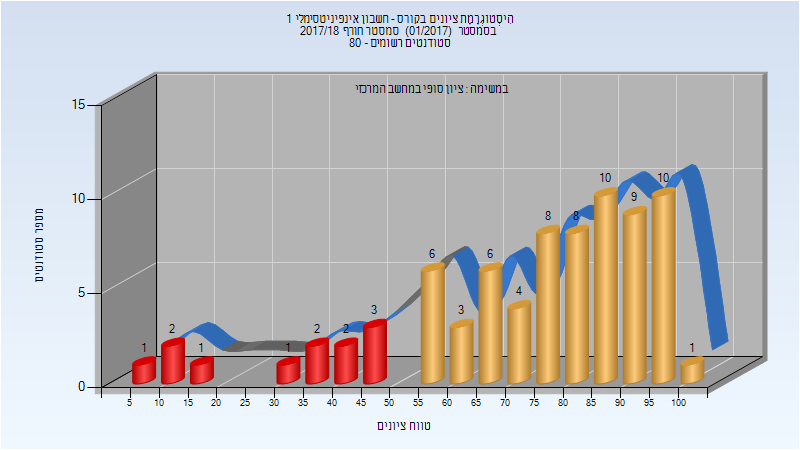 היסטוגרמת ציונים בקורס - חשבון אינפיניטסימלי 1
בסמסטר (01/2017) סמסטר חורף 2017/18
סטודנטים רשומים - 80
במשימה : ציון סופי במחשב המרכזי
מספר סטודנטים
15
10
5
0
1 2 1 1 2 2 3 6 3 6 4 8 8 10 9 10 1
5 10 15 20 25 30 35 40 45 50 55 60 65 70 75 80 85 90 95 100
טווח ציונים